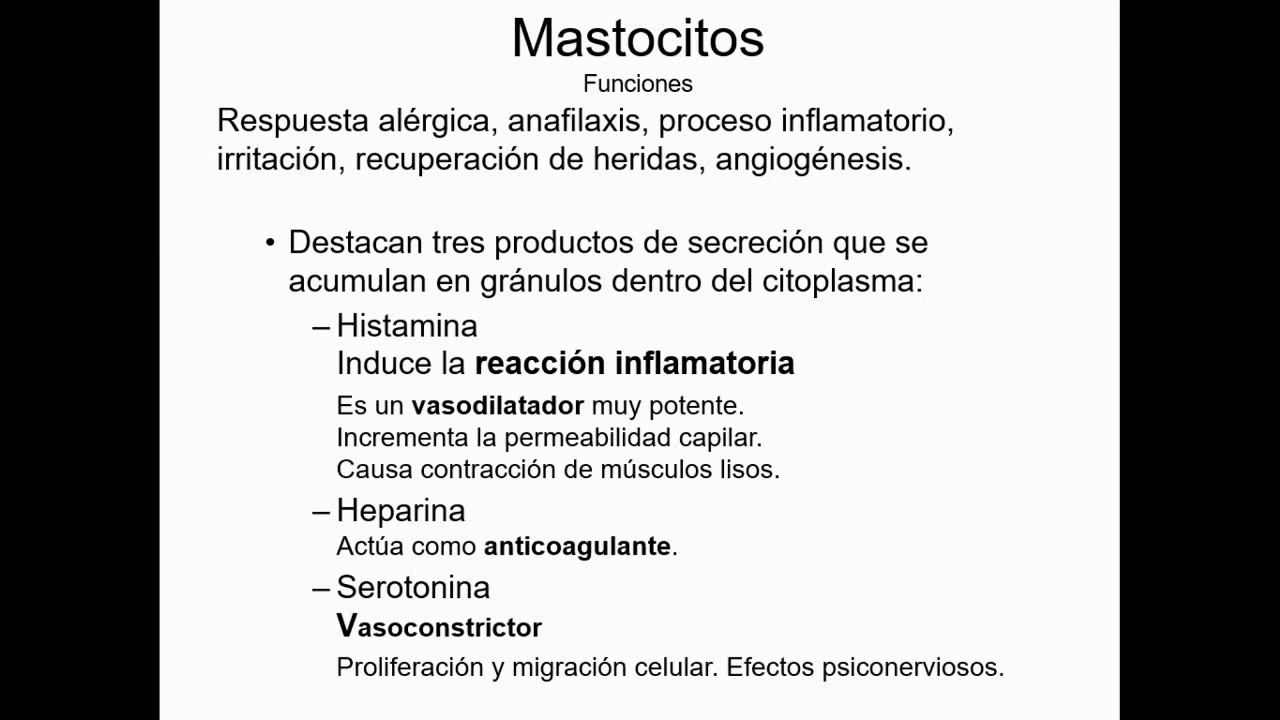 Mastocitos
Funciones
Respuesta alérgica, anafilaxis, proceso inflamatorio,
irritación, recuperación de heridas, angiogénesis.
• Destacan tres productos de secreción que se
acumulan en gránulos dentro del citoplasma:
– Histamina
Induce la reacción inflamatoria
Es un vasodilatador muy potente.
Incrementa la permeabilidad capilar.
Causa contracción de músculos lisos.
– Heparina
Actúa como anticoagulante.
– Serotonina
Vasoconstrictor
Proliferación y migración celular. Efectos psiconerviosos.